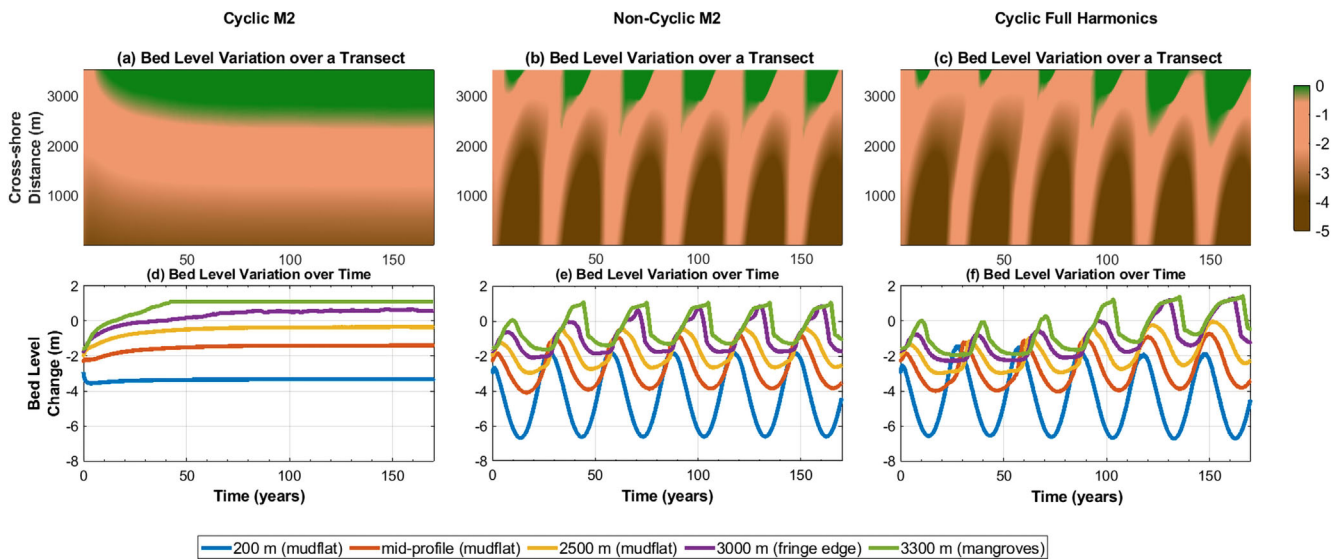 Cyclic M2
Non-Cyclic M2
Cyclic Full Harmonics
(a) Bed Level Variation over a Transect
(b) Bed Level Variation over a Transect
(c) Bed Level Variation over a Transect
Cross-shore
Distance (m)
3000
2000
1000
50
100
150
3000
2000
1000
50
100
150
3000
2000
1000
50
100
150
0
-1
-2
-3
-4
-5
(d) Bed Level Variation over Time
(e) Bed Level Variation over Time
(f) Bed Level Variation over Time
Bed Level
Change (m)
2
0
-2
-4
-6
-8
0
50
100
150
Time (years)
2
0
-2
-4
-6
-8
0
50
100
150
Time (years)
2
0
-2
-4
-6
-8
0
50
100
150
Time (years)
200 m (mudflat)
mid-profile (mudflat)
2500 m (mudflat)
3000 m (fringe edge)
3300 m (mangroves)